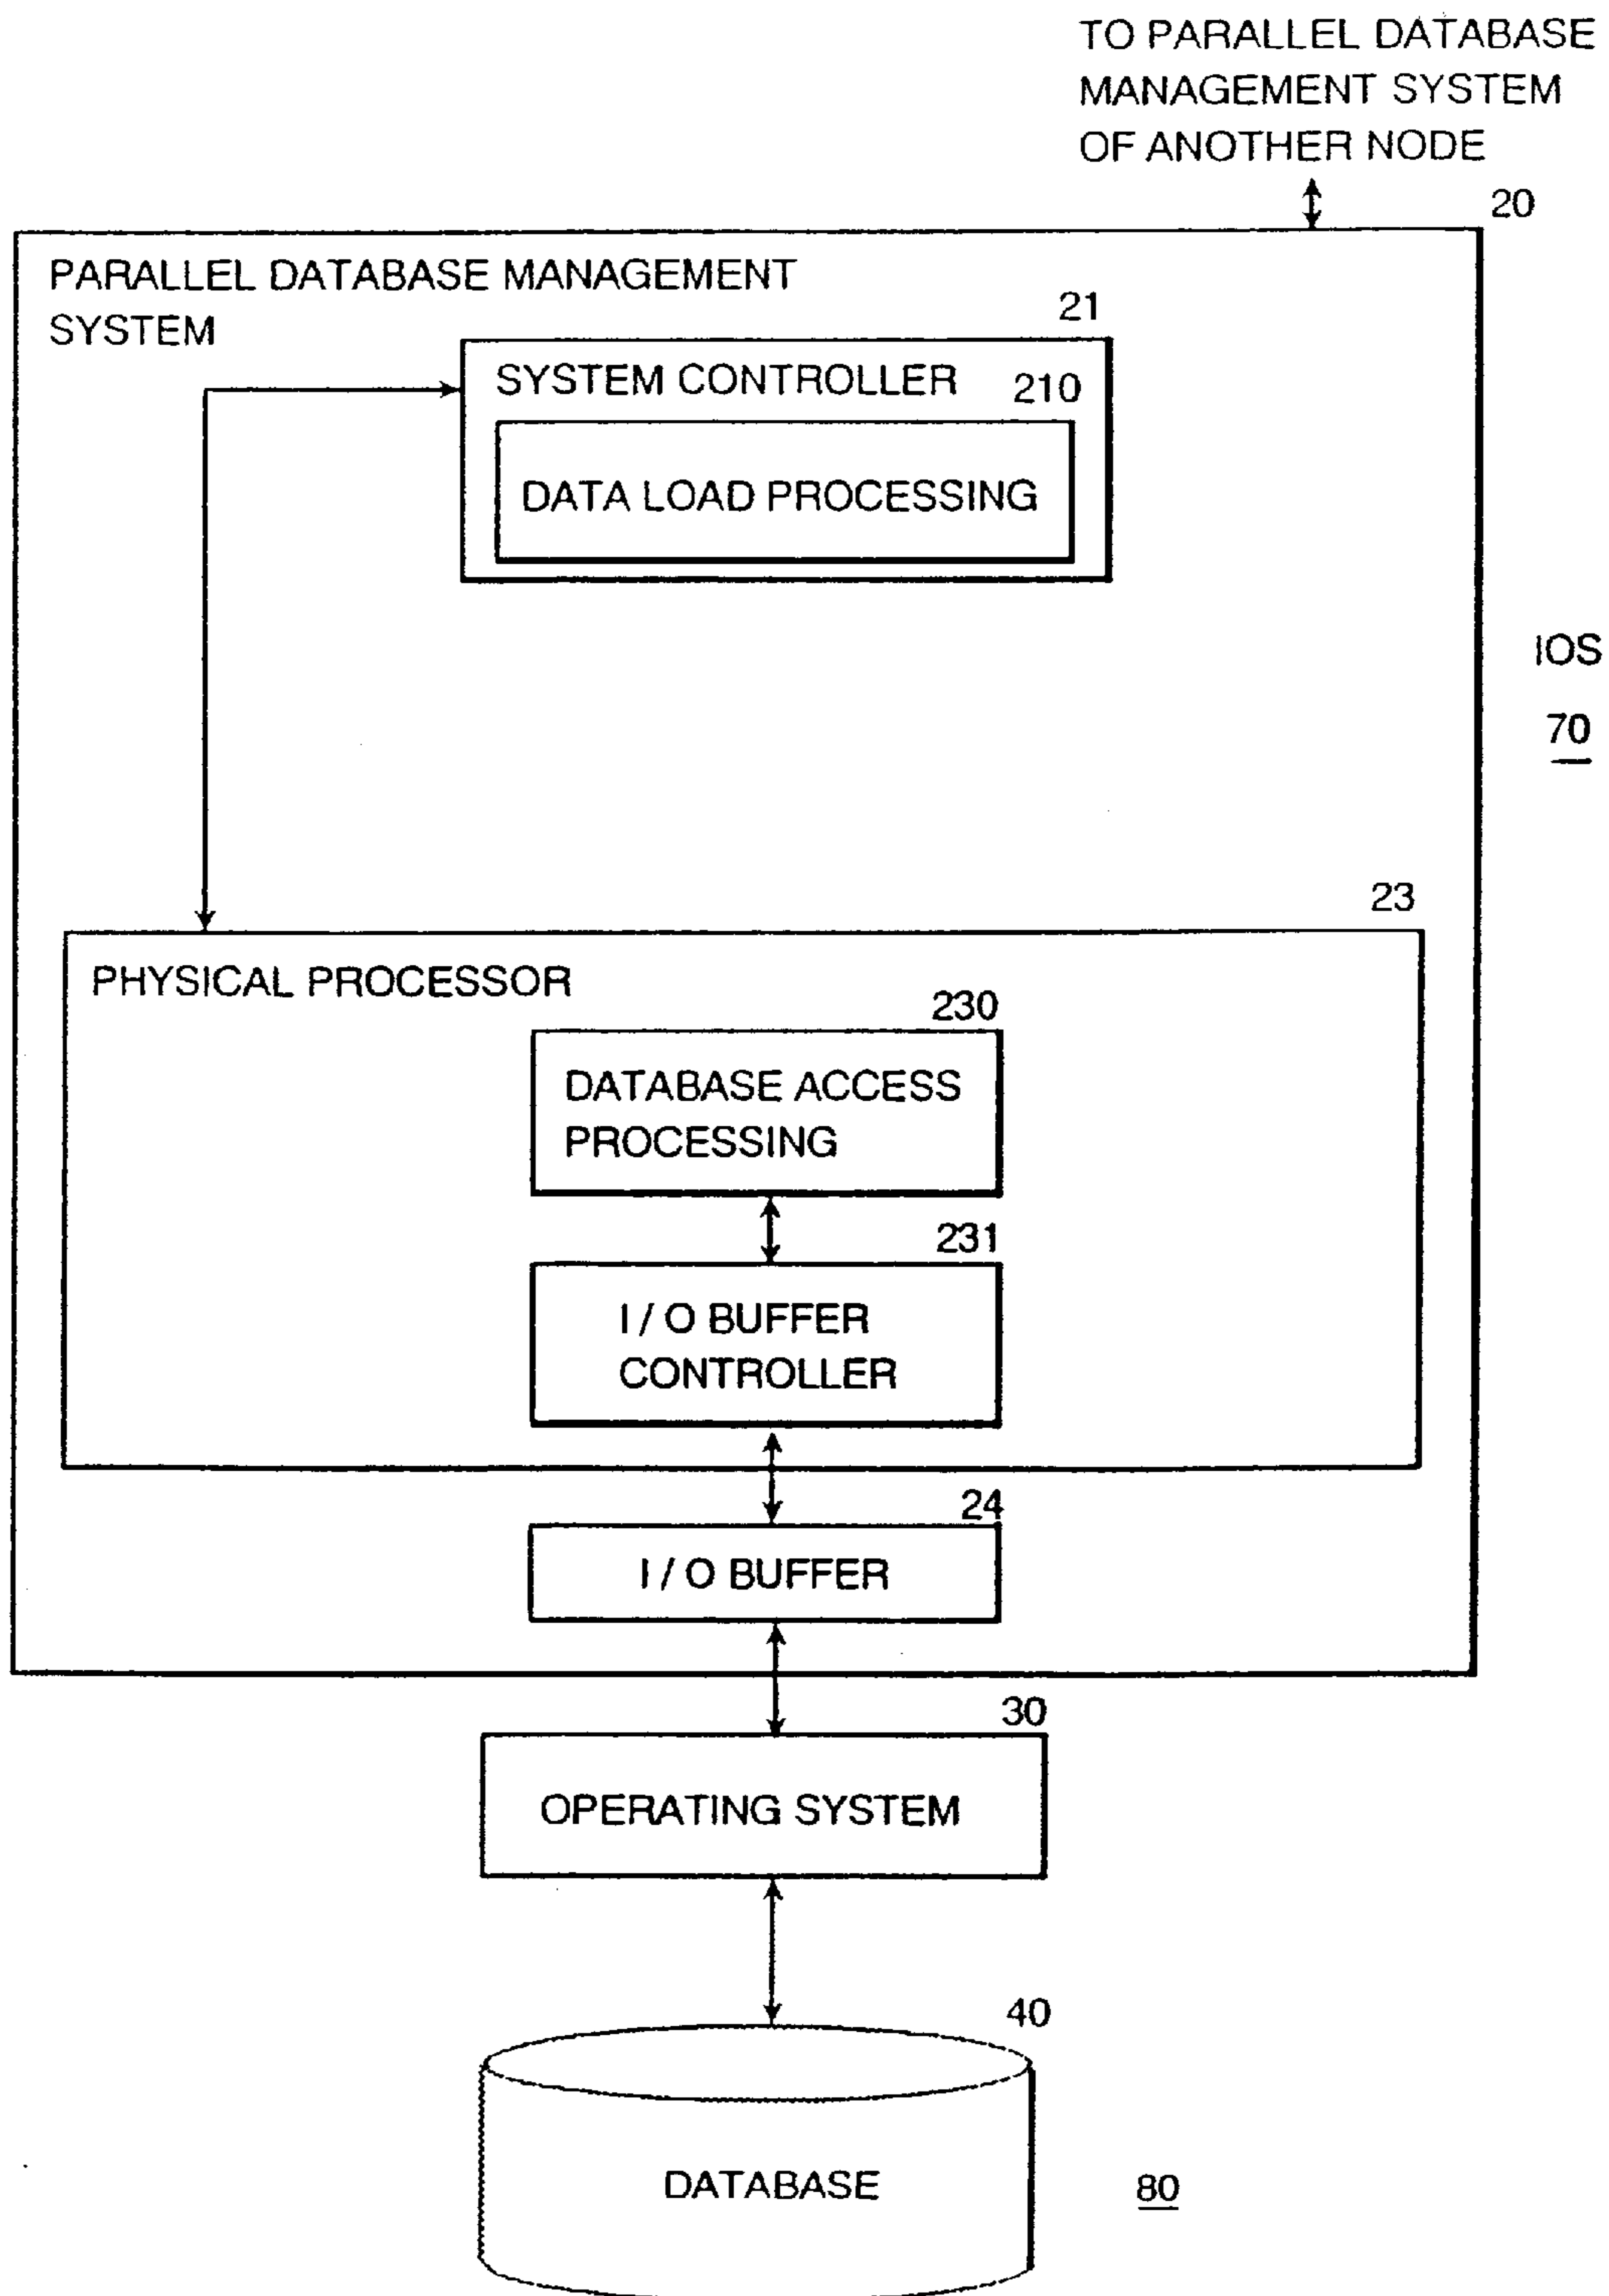 TO PARALLEL DATABASE
MANAGEMENT SYSTEM
OF ANOTHER NODE
20
PARALLEL DATABASE MANAGEMENT
SYSTEM
21
SYSTEM CONTROLLER
210
DATA LOAD PROCESSING
IOS
70
23
PHYSICAL PROCESSOR
230
DATABASE ACCESS
PROCESSING
231
I / O BUFFER
CONTROLLER
24
I / O BUFFER
30
OPERATING SYSTEM
40
DATABASE
80